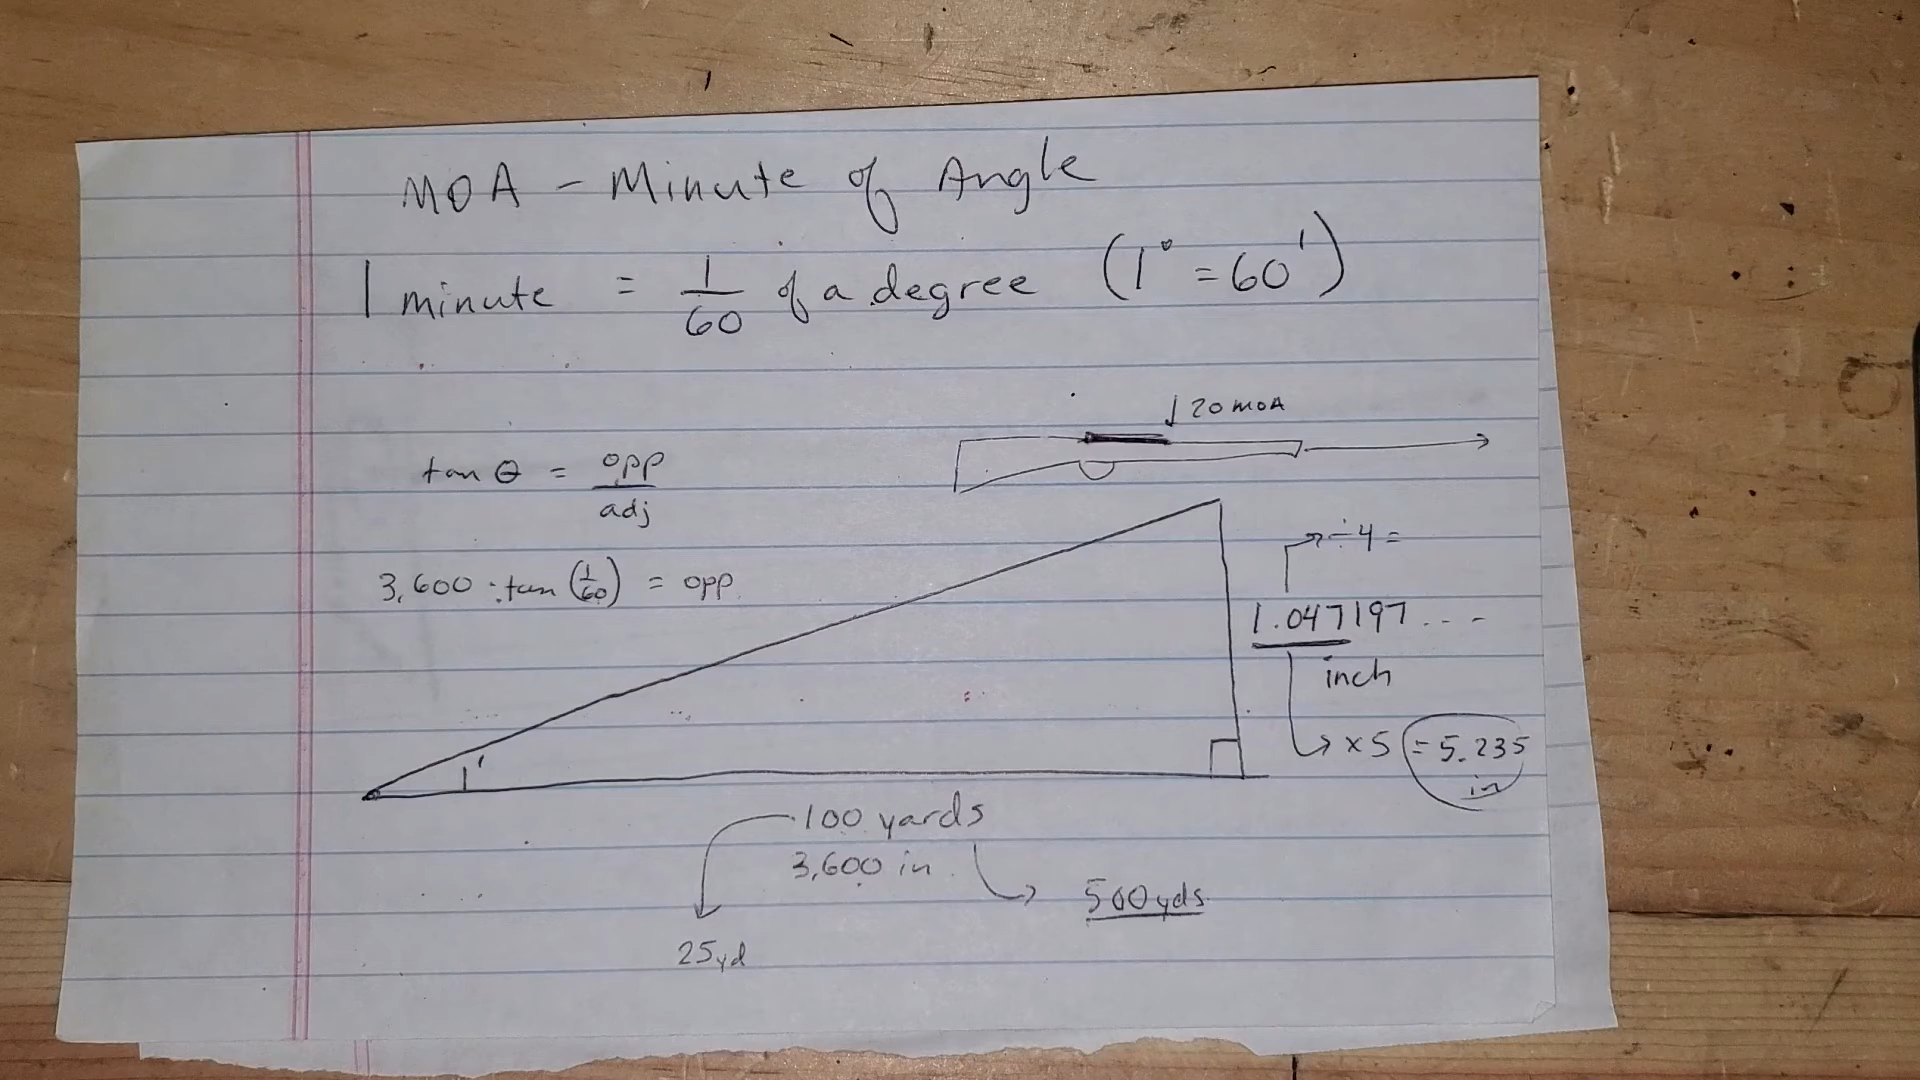 MOA - Minute of Angle
1 minute = 1/60 of a degree (1° = 60')
↓ 20 MOA
tan θ = opp/adj
3,600 · tan (1/60) = opp
÷ 4 =
1.047197...
inch
× 5 = 5.235 in
1'
100 yards
3,600 in
500yds
25yd